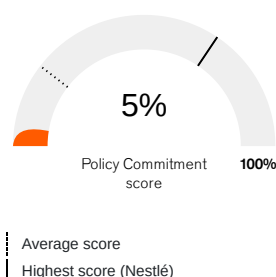 5%
Policy Commitment
score
100%
Average score
Highest score (Nestlé)